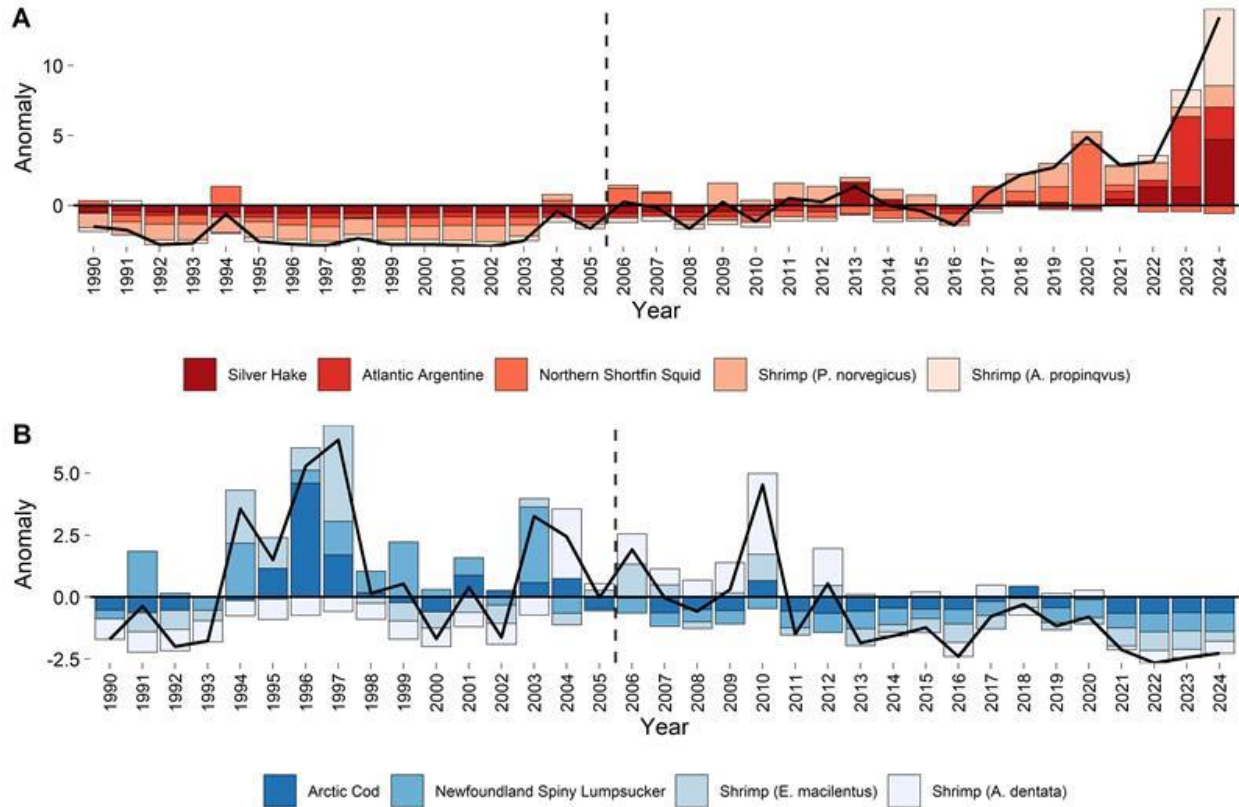 A
10
5
0
Anomaly
1990 1991 1992 1993 1994 1995 1996 1997 1998 1999 2000 2001 2002 2003 2004 2005 2006 2007 2008 2009 2010 2011 2012 2013 2014 2015 2016 2017 2018 2019 2020 2021 2022 2023 2024
Year
Silver Hake Atlantic Argentine Northern Shortfin Squid Shrimp (P. norvegicus) Shrimp (A. propinqvus)
B
5.0
2.5
0.0
-2.5
Anomaly
1990 1991 1992 1993 1994 1995 1996 1997 1998 1999 2000 2001 2002 2003 2004 2005 2006 2007 2008 2009 2010 2011 2012 2013 2014 2015 2016 2017 2018 2019 2020 2021 2022 2023 2024
Year
Arctic Cod Newfoundland Spiny Lumpsucker Shrimp (E. macilentus) Shrimp (A. dentata)